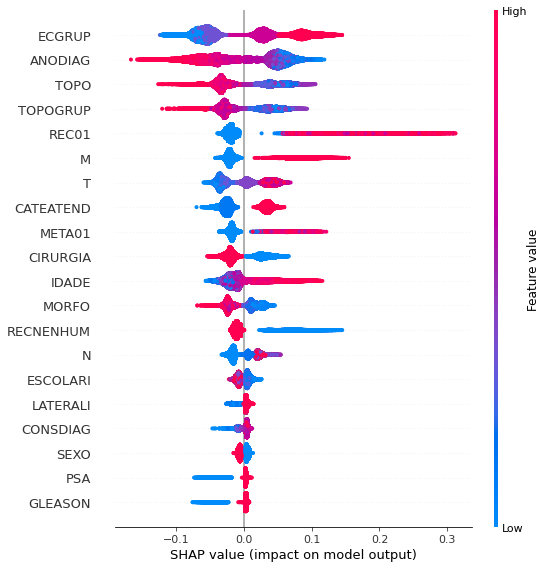 High
ECGRUP
ANODIAG
TOPO
TOPOGRUP
REC01
M
T
CATEATEND
META01
CIRURGIA
IDADE
MORFO
RECNENHUM
N
ESCOLARI
LATERALI
CONSDIAG
SEXO
PSA
GLEASON
Feature value
Low
−0.1 0.0 0.1 0.2 0.3
SHAP value (impact on model output)